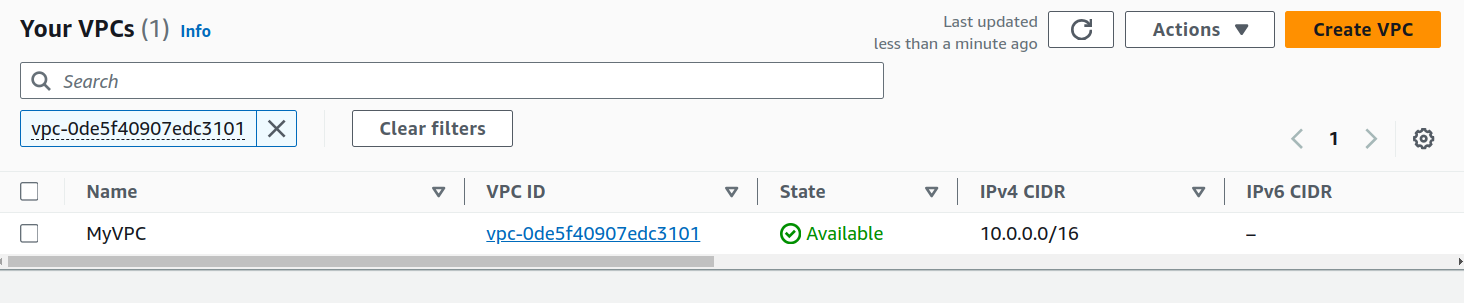 Your VPCs (1) Info
Last updated
less than a minute ago
Actions
Create VPC
Search
vpc-0de5f40907edc3101
Clear filters
1
Name VPC ID State IPv4 CIDR IPv6 CIDR
MyVPC vpc-0de5f40907edc3101 Available 10.0.0.0/16 –